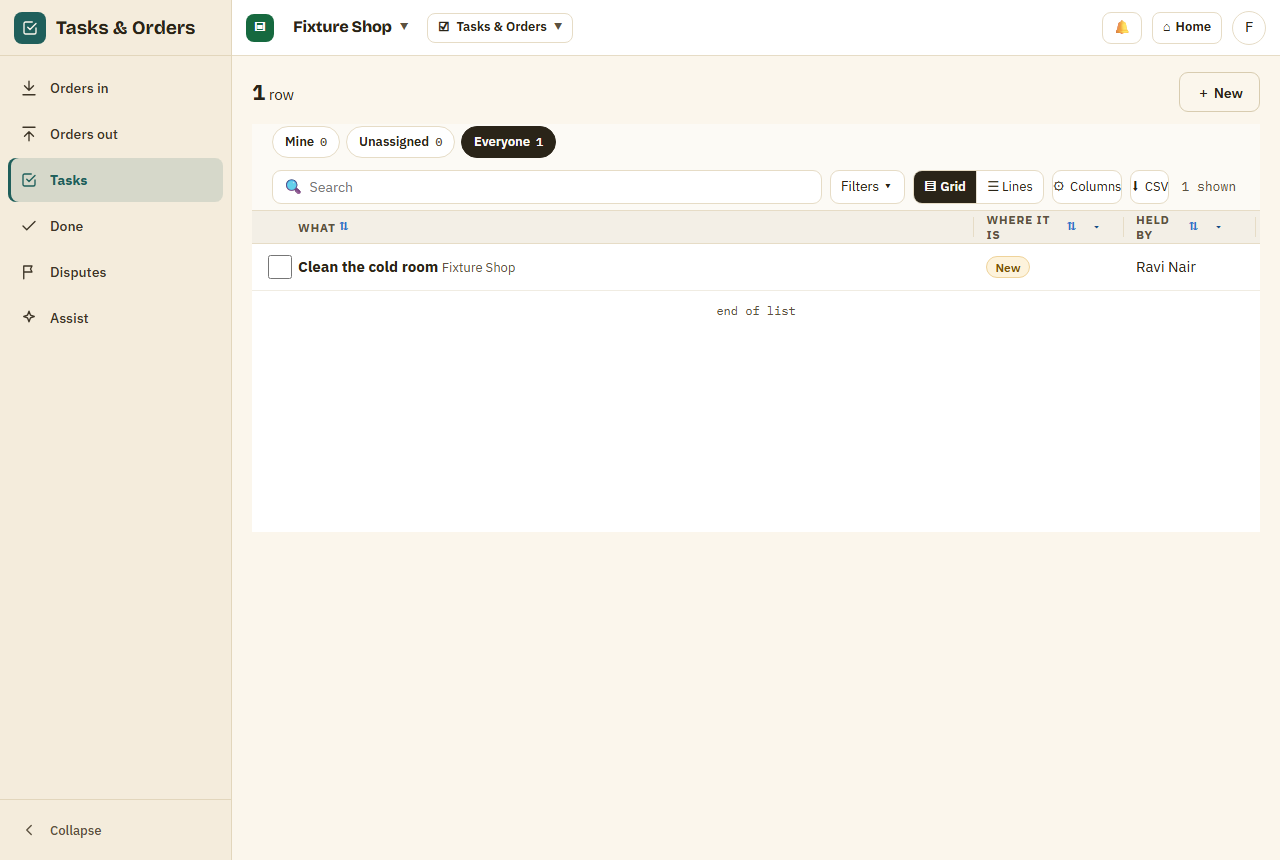 Tasks & Orders
Fixture Shop ▼
☑ Tasks & Orders ▼
⌂ Home
F
Orders in
Orders out
Tasks
Done
Disputes
Assist
Collapse
1 row
+ New
Mine 0
Unassigned 0
Everyone 1
Search
Filters ▾
Grid
Lines
Columns
CSV
1 shown
WHAT
WHERE IT IS
HELD BY
Clean the cold room Fixture Shop
New
Ravi Nair
end of list